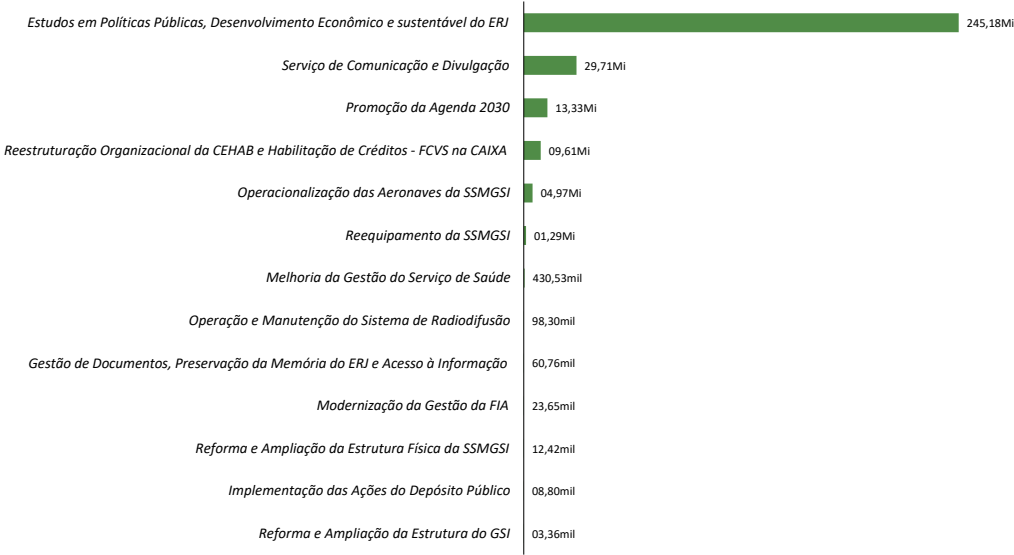 Estudos em Políticas Públicas, Desenvolvimento Econômico e sustentável do ERJ 245,18Mi
Serviço de Comunicação e Divulgação 29,71Mi
Promoção da Agenda 2030 13,33Mi
Reestruturação Organizacional da CEHAB e Habilitação de Créditos - FCVS na CAIXA 09,61Mi
Operacionalização das Aeronaves da SSMGSI 04,97Mi
Reequipamento da SSMGSI 01,29Mi
Melhoria da Gestão do Serviço de Saúde 430,53mil
Operação e Manutenção do Sistema de Radiodifusão 98,30mil
Gestão de Documentos, Preservação da Memória do ERJ e Acesso à Informação 60,76mil
Modernização da Gestão da FIA 23,65mil
Reforma e Ampliação da Estrutura Física da SSMGSI 12,42mil
Implementação das Ações do Depósito Público 08,80mil
Reforma e Ampliação da Estrutura do GSI 03,36mil